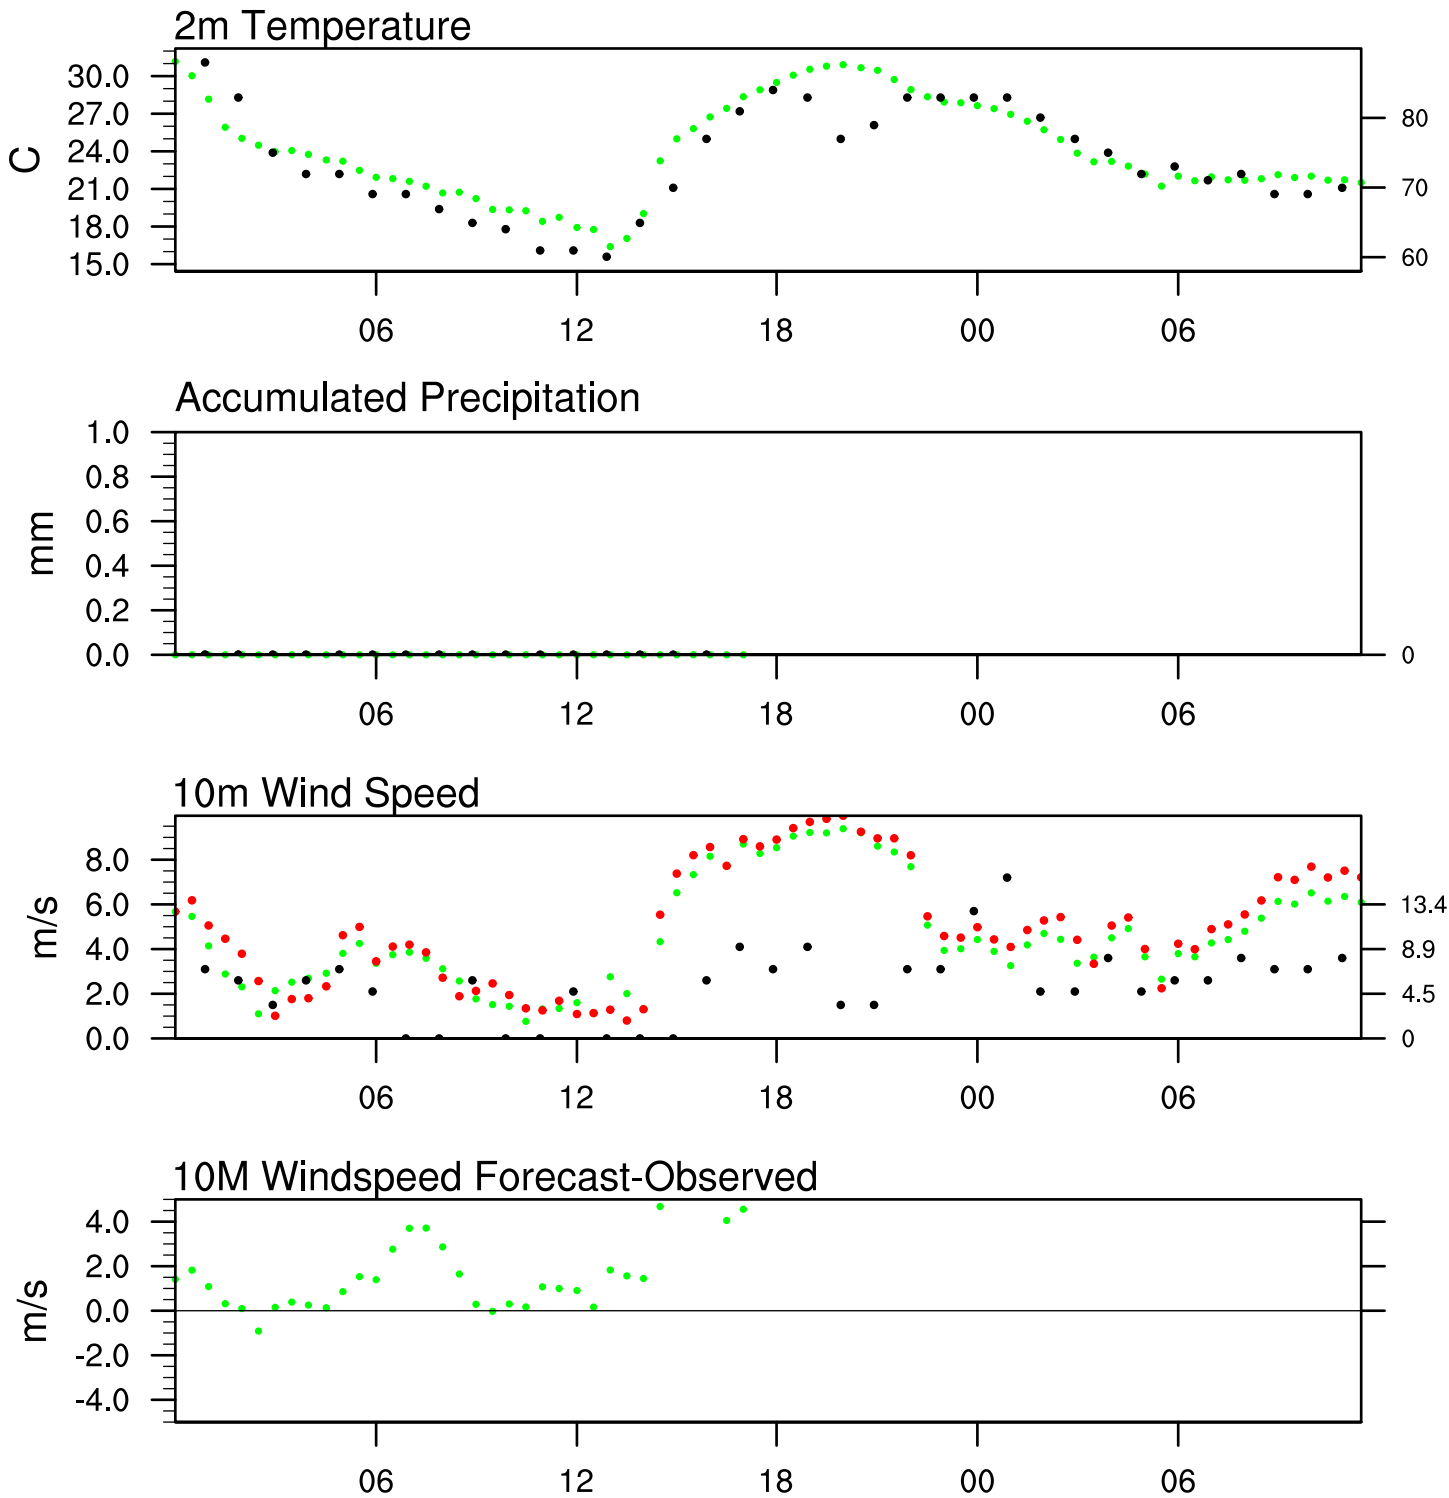 2m Temperature
30.0
27.0
24.0
21.0
18.0
15.0
C
80
70
60
06 12 18 00 06
Accumulated Precipitation
1.0
0.8
0.6
0.4
0.2
0.0
mm
0
06 12 18 00 06
10m Wind Speed
8.0
6.0
4.0
2.0
0.0
m/s
13.4
8.9
4.5
0
06 12 18 00 06
10M Windspeed Forecast-Observed
4.0
2.0
0.0
-2.0
-4.0
m/s
06 12 18 00 06